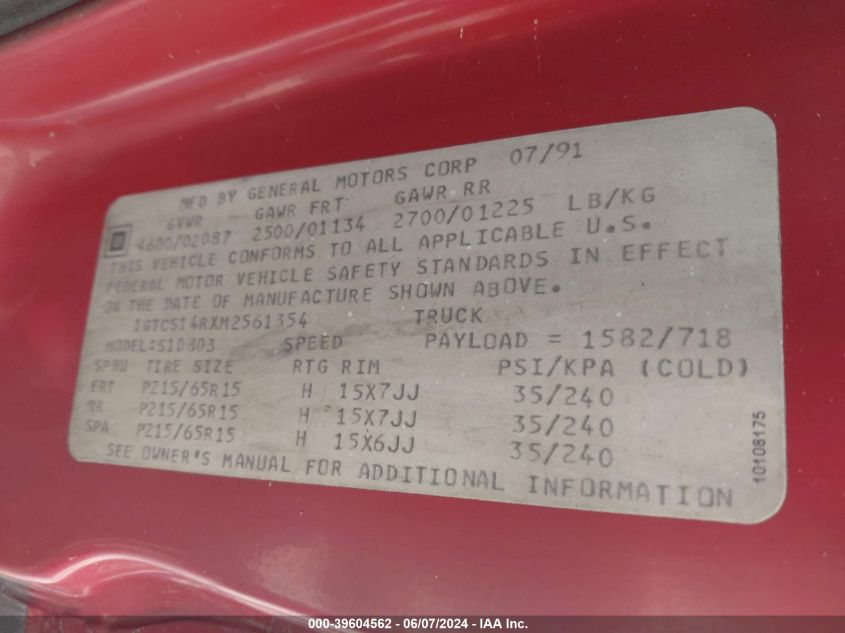 MFD BY GENERAL MOTORS CORP 07/91
GVWR GAWR FRT GAWR RR
4600/02087 2500/01134 2700/01225 LB/KG
THIS VEHICLE CONFORMS TO ALL APPLICABLE U.S.
FEDERAL MOTOR VEHICLE SAFETY STANDARDS IN EFFECT
ON THE DATE OF MANUFACTURE SHOWN ABOVE.
1GTCS14RXM2561354 TRUCK
MODEL:S10803 SPEED PAYLOAD = 1582/718
TIRE SIZE RTG RIM PSI/KPA (COLD)
FRT P215/65R15 H 15X7JJ 35/240
RR P215/65R15 H 15X7JJ 35/240
SPA P215/65R15 H 15X6JJ 35/240
SEE OWNER'S MANUAL FOR ADDITIONAL INFORMATION
10108175
000-39604562 - 06/07/2024 - IAA Inc.